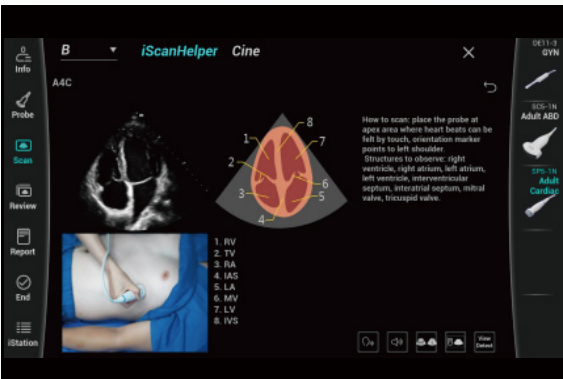 B
iScanHelper
Cine
A4C
Info
Probe
Scan
Review
Report
End
iStation
1
2
3
4
5
6
7
8
1. RV
2. TV
3. RA
4. IAS
5. LA
6. MV
7. LV
8. IVS
How to scan: place the probe at
apex area where heart beats can be
felt by touch, orientation marker
points to left shoulder.
Structures to observe: right
ventricle, right atrium, left atrium,
left ventricle, interventricular
septum, interatrial septum, mitral
valve, tricuspid valve.
View
Detect
DE11-3
GYN
SC5-1N
Adult ABD
SP5-1N
Adult
Cardiac